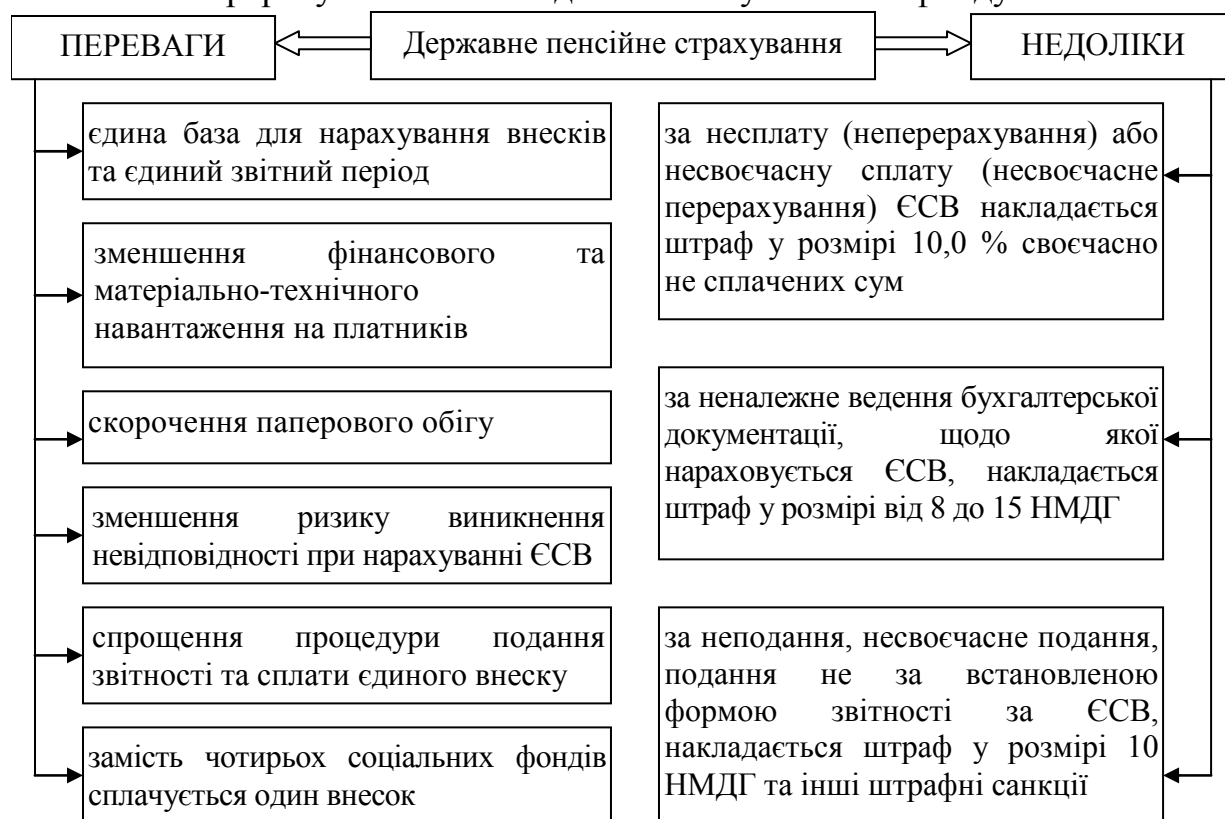 ПЕРЕВАГИ
Державне пенсійне страхування
НЕДОЛІКИ
єдина база для нарахування внесків
та єдиний звітний період
зменшення фінансового та
матеріально-технічного
навантаження на платників
скорочення паперового обігу
зменшення ризику виникнення
невідповідності при нарахуванні ЄСВ
спрощення процедури подання
звітності та сплати єдиного внеску
замість чотирьох соціальних фондів
сплачується один внесок
за несплату (неперерахування) або
несвоєчасну сплату (несвоєчасне
перерахування) ЄСВ накладається
штраф у розмірі 10,0 % своєчасно
не сплачених сум
за неналежне ведення бухгалтерської
документації, щодо якої
нараховується ЄСВ, накладається
штраф у розмірі від 8 до 15 НМДГ
за неподання, несвоєчасне подання,
подання не за встановленою
формою звітності за ЄСВ,
накладається штраф у розмірі 10
НМДГ та інші штрафні санкції